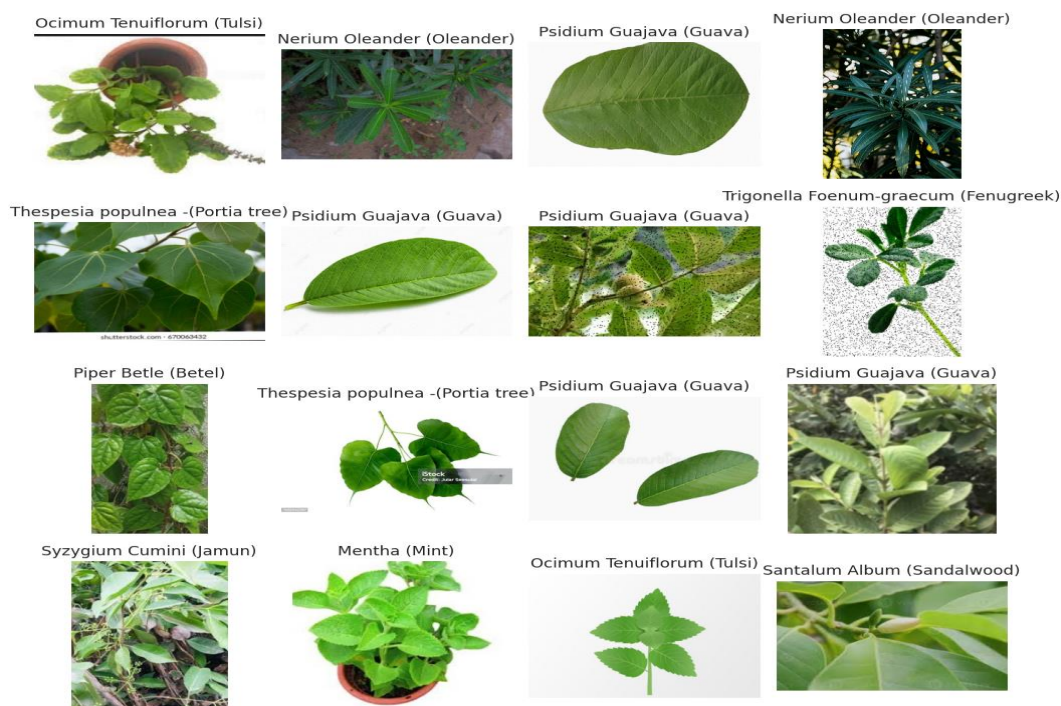 Ocimum Tenuiflorum (Tulsi)
Nerium Oleander (Oleander)
Psidium Guajava (Guava)
Nerium Oleander (Oleander)
Thespesia populnea -(Portia tree)
Psidium Guajava (Guava)
Psidium Guajava (Guava)
Trigonella Foenum-graecum (Fenugreek)
shutterstock.com · 670063432
Piper Betle (Betel)
Thespesia populnea -(Portia tree)
Psidium Guajava (Guava)
Psidium Guajava (Guava)
iStock
Credit:
Syzygium Cumini (Jamun)
Mentha (Mint)
Ocimum Tenuiflorum (Tulsi)
Santalum Album (Sandalwood)